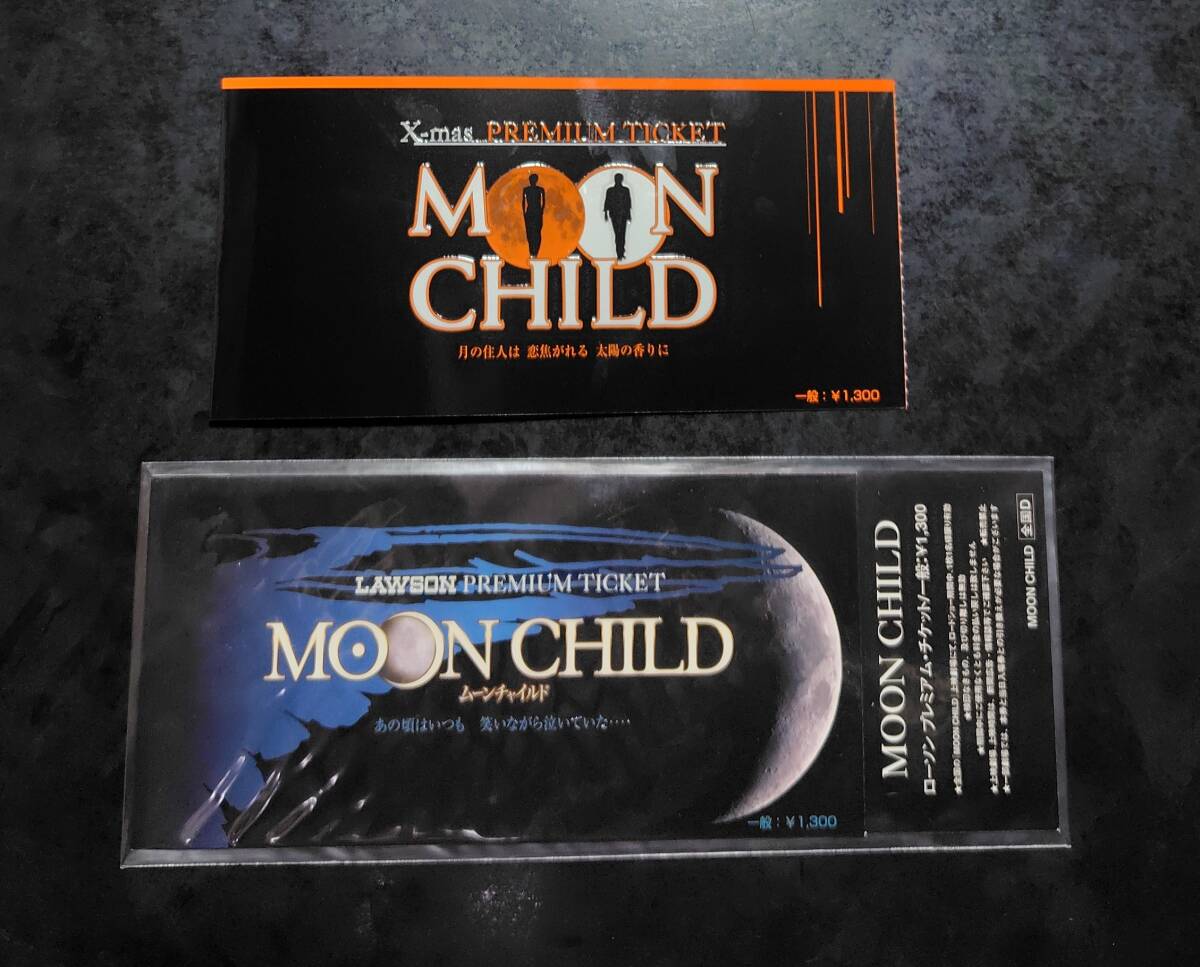 X-mas PREMIUM TICKET
MOON
CHILD
月の住人は 恋焦がれる 太陽の香りに
一般：￥1,300
LAWSON PREMIUM TICKET
MOON CHILD
ムーンチャイルド
あの頃はいつも 笑いながら泣いていた‥‥
一般：￥1,300
MOON CHILD
ローソン プレミアム・チケット/一般：￥1,300
MOON CHILD 全国D